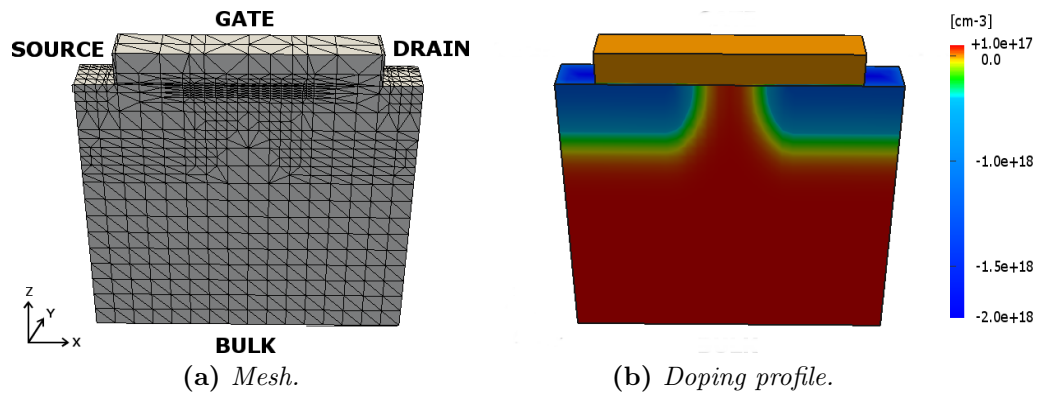 GATE
SOURCE
DRAIN
Z
Y
X
BULK
[cm-3]
+1.0e+17
0.0
-1.0e+18
-1.5e+18
-2.0e+18
(a) Mesh.
(b) Doping profile.